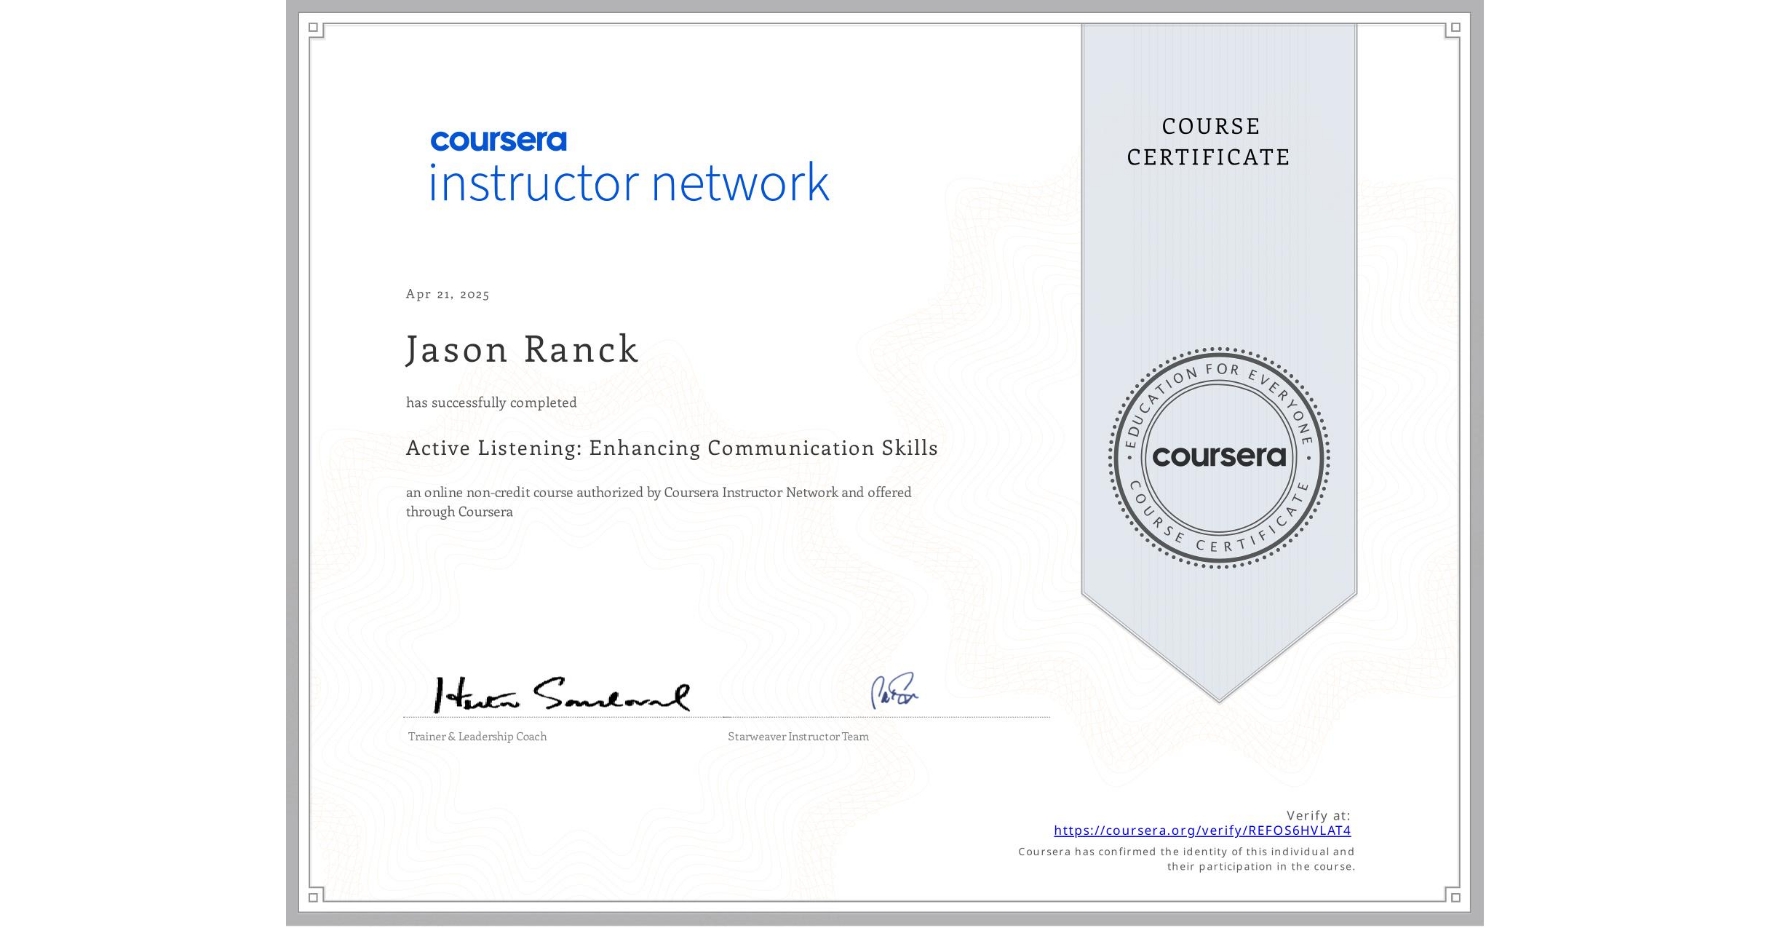 coursera
instructor network
COURSE
CERTIFICATE
Apr 21, 2025
Jason Ranck
has successfully completed
Active Listening: Enhancing Communication Skills
an online non-credit course authorized by Coursera Instructor Network and offered
through Coursera
EDUCATION FOR EVERYONE
coursera
COURSE CERTIFICATE
Trainer & Leadership Coach
Starweaver Instructor Team
Verify at:
https://coursera.org/verify/REFOS6HVLAT4
Coursera has confirmed the identity of this individual and
their participation in the course.